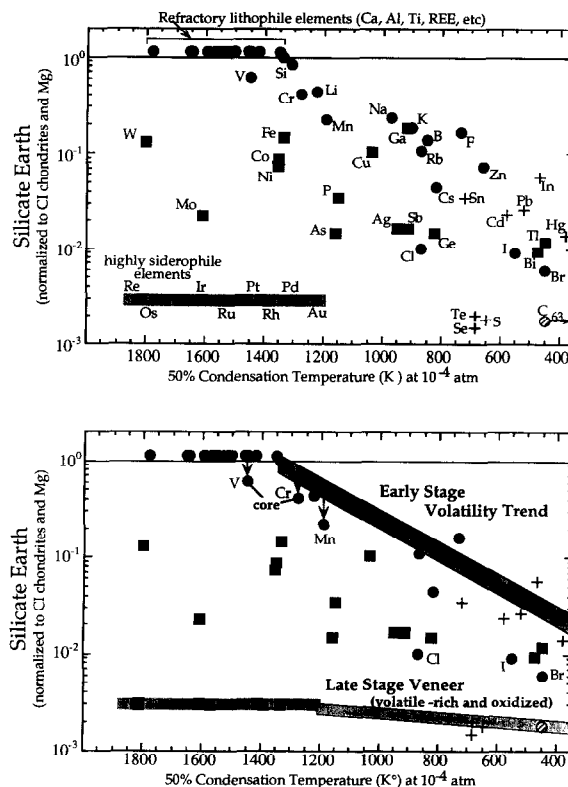 Refractory lithophile elements (Ca, Al, Ti, REE, etc)
Silicate Earth
(normalized to CI chondrites and Mg)
10⁰
10⁻¹
10⁻²
10⁻³
V
Si
Cr
Li
Mn
W
Fe
Co
Ni
Mo
P
As
Cu
Na
K
Ga
B
Rb
F
Zn
Cs
Sn
In
Pb
Cd
Ag
Sb
Ge
Cl
Tl
Hg
I
Bi
Br
Te
Se
S
C
63
highly siderophile
elements
Re Ir Pt Pd
Os Ru Rh Au
1800 1600 1400 1200 1000 800 600 400
50% Condensation Temperature (K ) at 10⁻⁴ atm
Silicate Earth
(normalized to CI chondrites and Mg)
10⁰
10⁻¹
10⁻²
10⁻³
V
core
Cr
Mn
Early Stage
Volatility Trend
Cl
I
Br
Late Stage Veneer
(volatile -rich and oxidized)
1800 1600 1400 1200 1000 800 600 400
50% Condensation Temperature (K°) at 10⁻⁴ atm